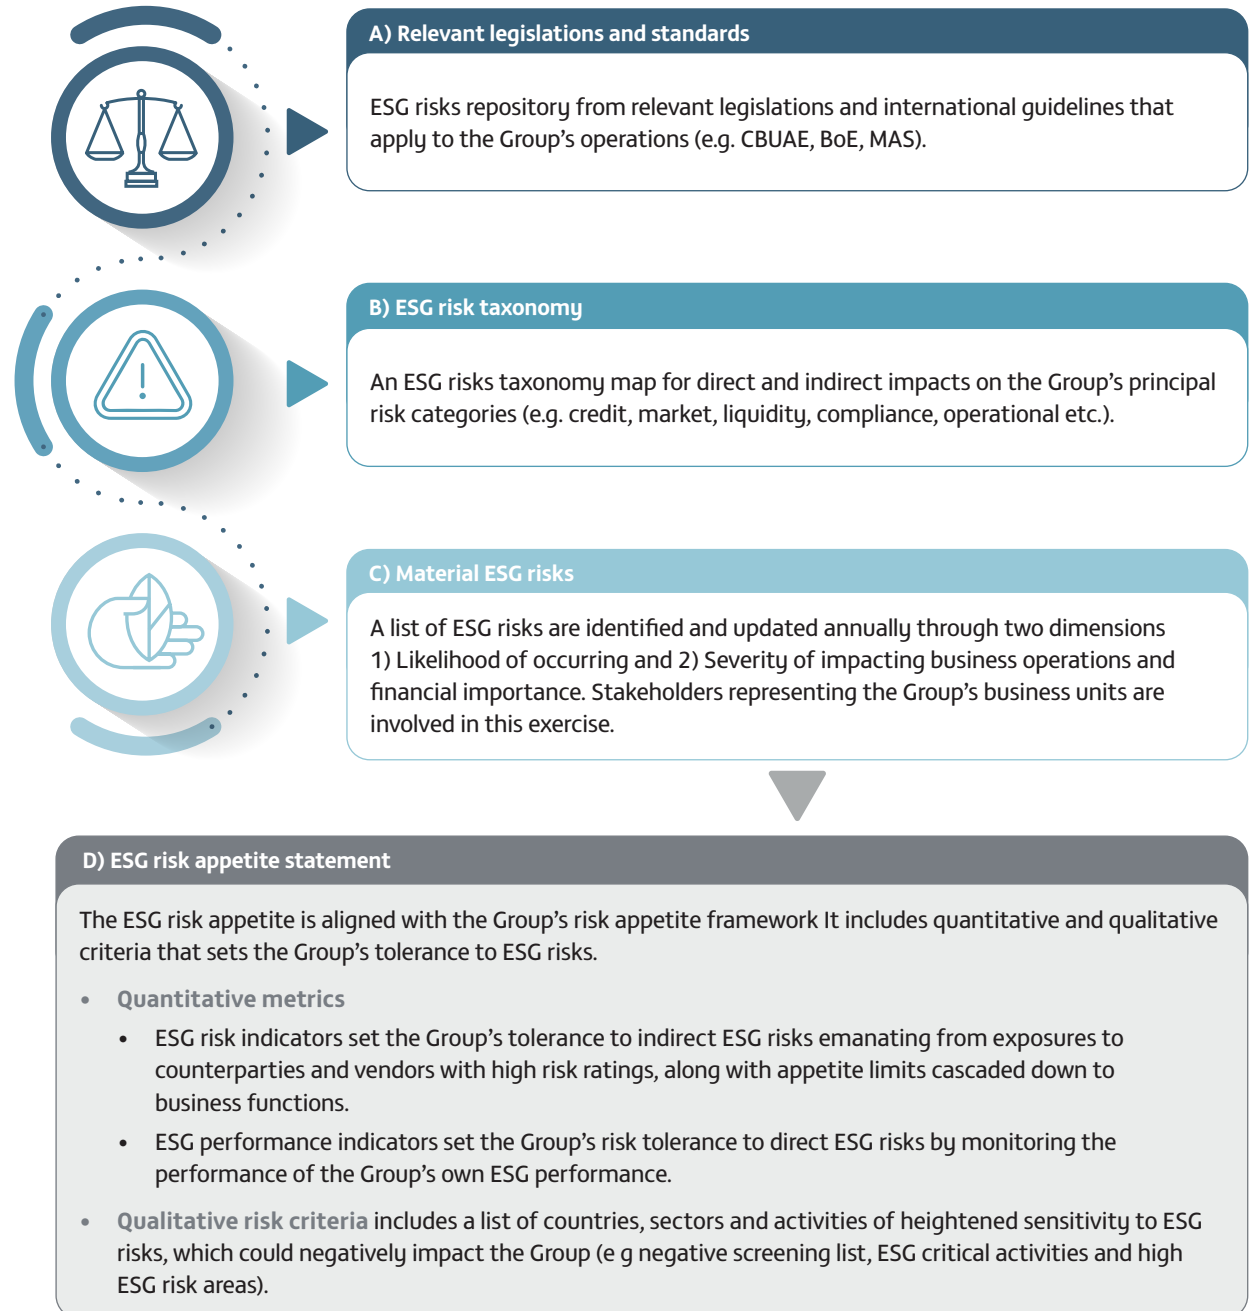 A) Relevant legislations and standards
ESG risks repository from relevant legislations and international guidelines that
apply to the Group's operations (e.g. CBUAE, BoE, MAS).
B) ESG risk taxonomy
An ESG risks taxonomy map for direct and indirect impacts on the Group's principal
risk categories (e.g. credit, market, liquidity, compliance, operational etc.).
C) Material ESG risks
A list of ESG risks are identified and updated annually through two dimensions
1) Likelihood of occurring and 2) Severity of impacting business operations and
financial importance. Stakeholders representing the Group's business units are
involved in this exercise.
D) ESG risk appetite statement
The ESG risk appetite is aligned with the Group's risk appetite framework It includes quantitative and qualitative
criteria that sets the Group's tolerance to ESG risks.
• Quantitative metrics
• ESG risk indicators set the Group's tolerance to indirect ESG risks emanating from exposures to
counterparties and vendors with high risk ratings, along with appetite limits cascaded down to
business functions.
• ESG performance indicators set the Group's risk tolerance to direct ESG risks by monitoring the
performance of the Group's own ESG performance.
• Qualitative risk criteria includes a list of countries, sectors and activities of heightened sensitivity to ESG
risks, which could negatively impact the Group (e g negative screening list, ESG critical activities and high
ESG risk areas).